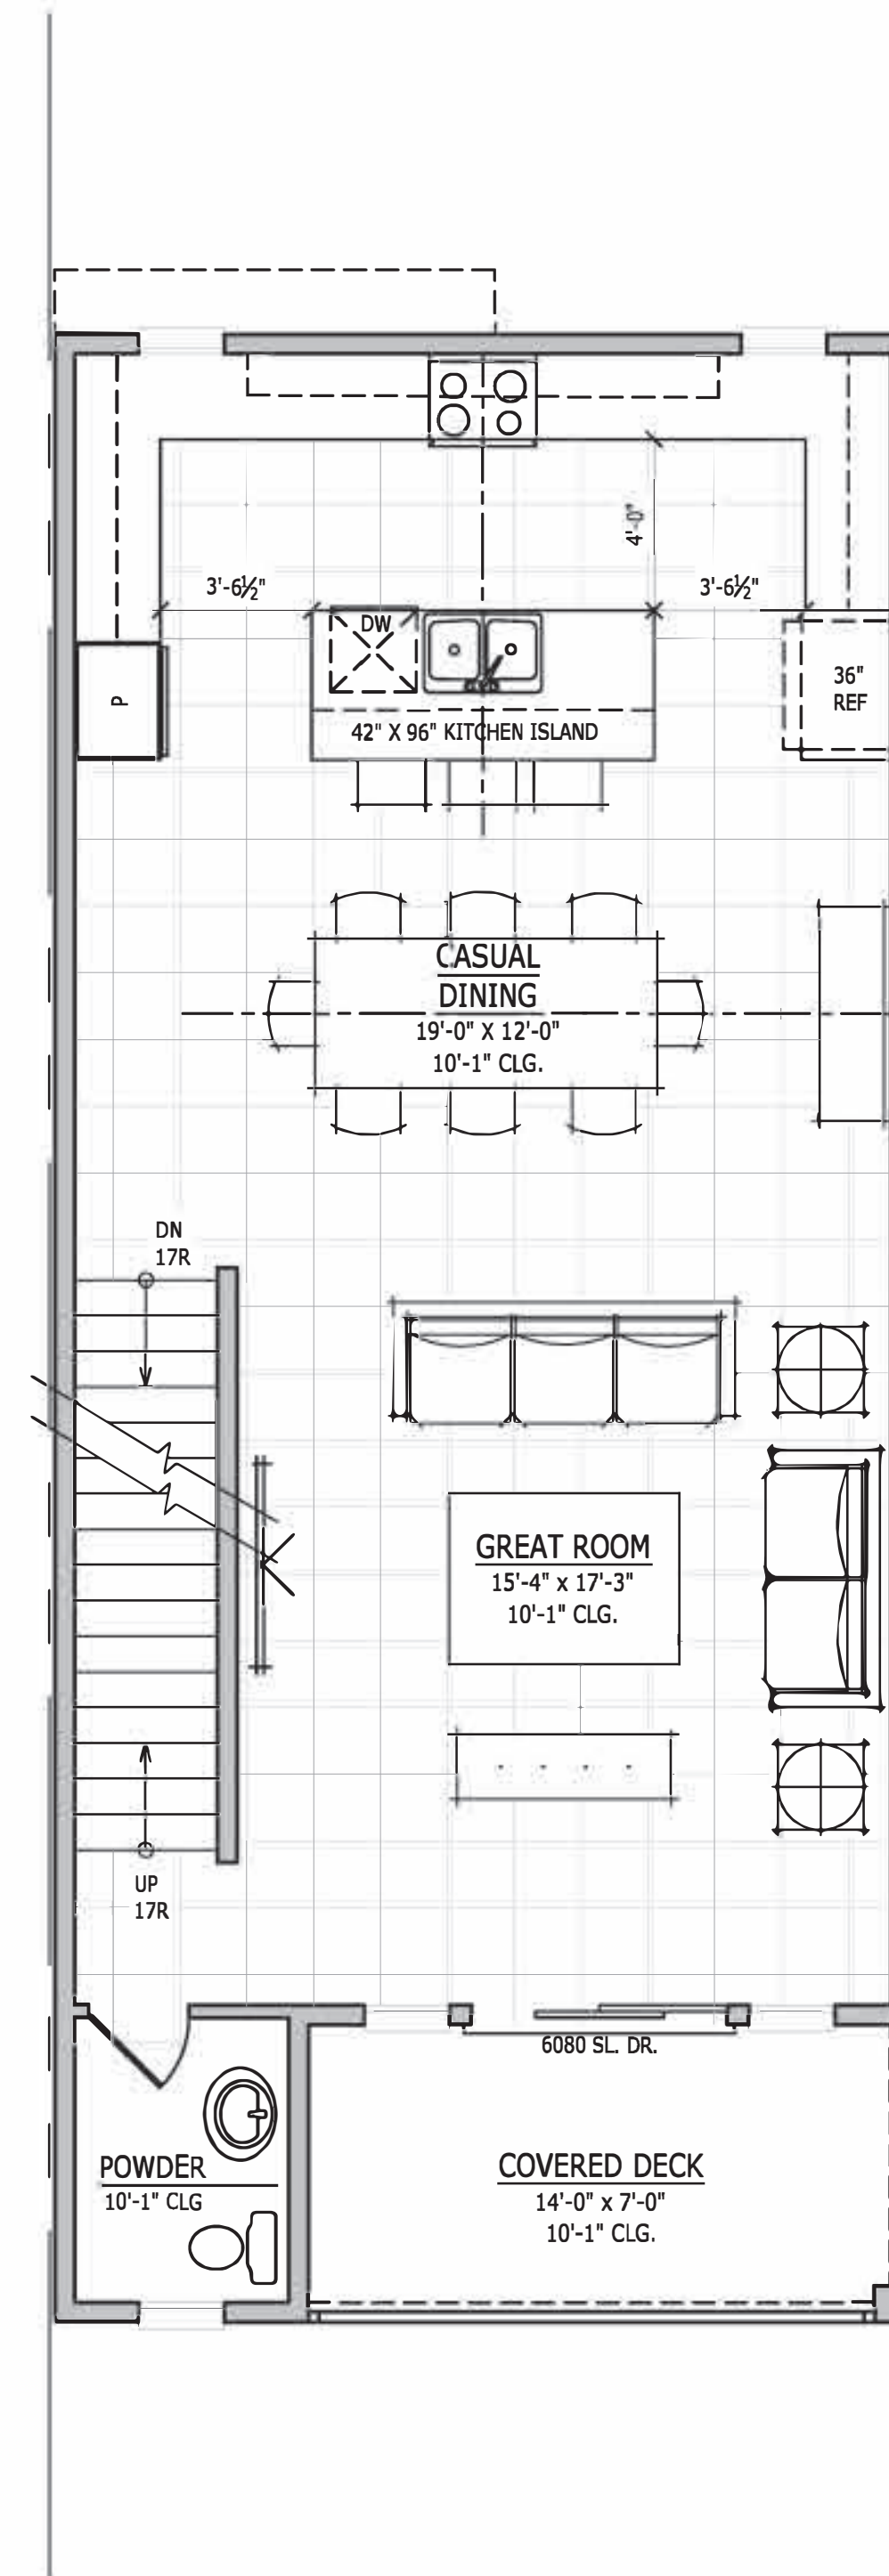 4'-0"
3'-6½"
3'-6½"
DW
P
36"
REF
42" X 96" KITCHEN ISLAND
CASUAL
DINING
19'-0" X 12'-0"
10'-1" CLG.
DN
17R
GREAT ROOM
15'-4" x 17'-3"
10'-1" CLG.
UP
17R
6080 SL. DR.
POWDER
10'-1" CLG
COVERED DECK
14'-0" x 7'-0"
10'-1" CLG.